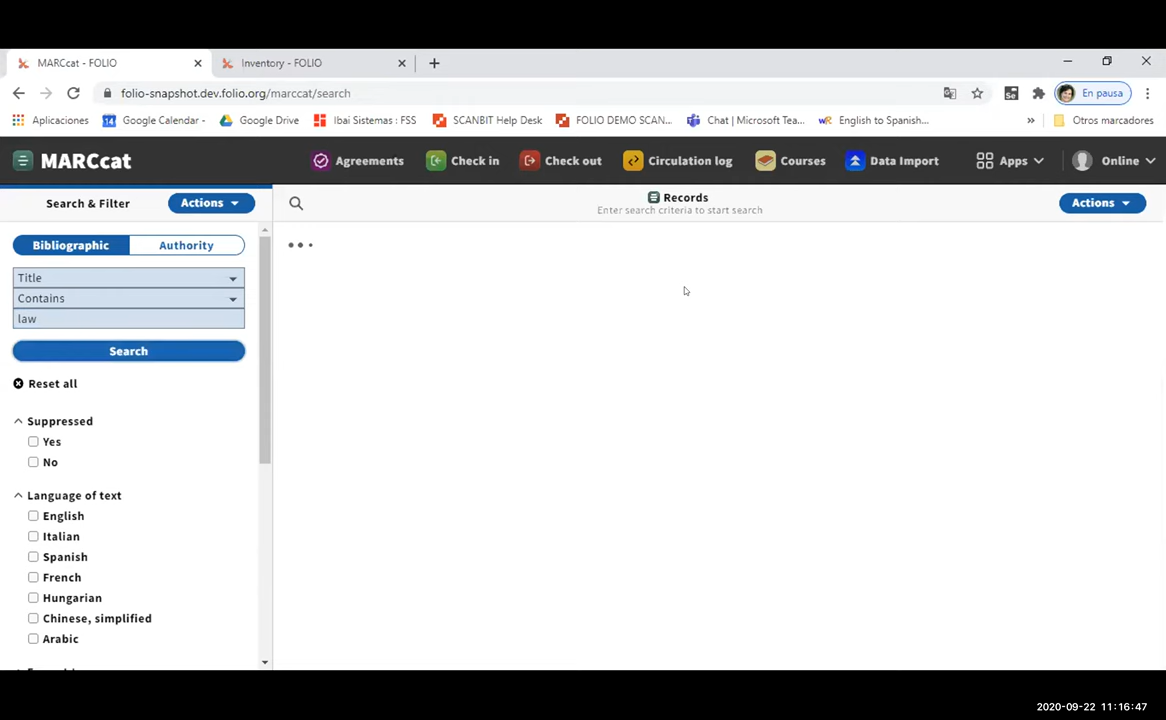 MARCcat - FOLIO
Inventory - FOLIO
folio-snapshot.dev.folio.org/marccat/search
En pausa
Aplicaciones
Google Calendar -
Google Drive
Ibai Sistemas : FSS
SCANBIT Help Desk
FOLIO DEMO SCAN...
Chat | Microsoft Tea...
wR English to Spanish...
»
Otros marcadores
MARCcat
Agreements
Check in
Check out
Circulation log
Courses
Data Import
Apps
Online
Search & Filter
Actions
Records
Enter search criteria to start search
Actions
Bibliographic
Authority
Title
Contains
law
Search
Reset all
Suppressed
Yes
No
Language of text
English
Italian
Spanish
French
Hungarian
Chinese, simplified
Arabic
2020-09-22 11:16:47